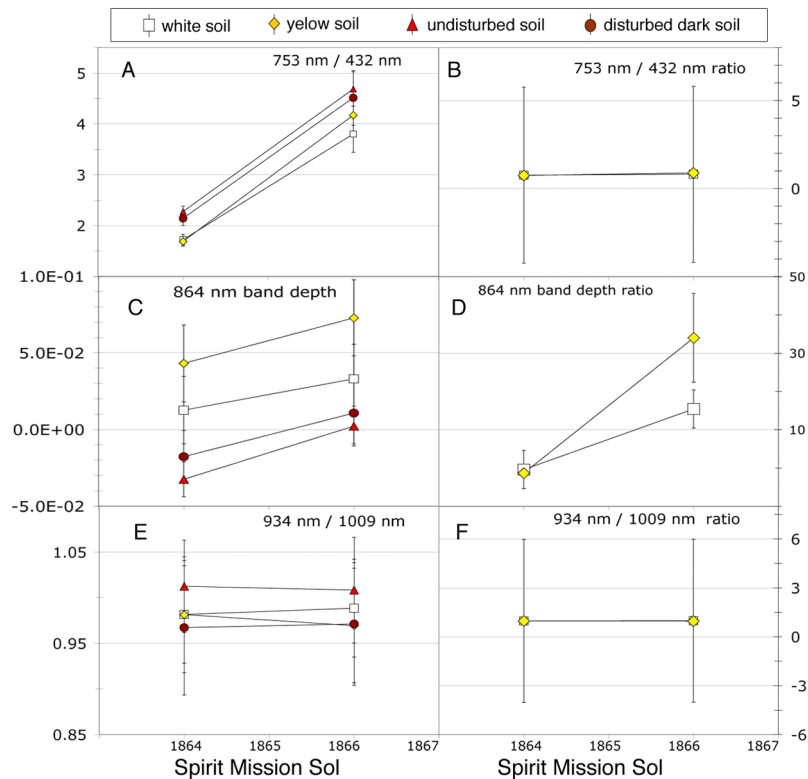 white soil yelow soil undisturbed soil disturbed dark soil
A 753 nm / 432 nm
5
4
3
2
B 753 nm / 432 nm ratio
5
0
1.0E-01
5.0E-02
0.0E+00
-5.0E-02
C 864 nm band depth
864 nm band depth ratio
D
50
30
10
E 934 nm / 1009 nm
1.05
0.95
0.85
934 nm / 1009 nm ratio
F
6
3
0
-3
-6
1864 1865 1866 1867
1864 1865 1866 1867
Spirit Mission Sol
Spirit Mission Sol